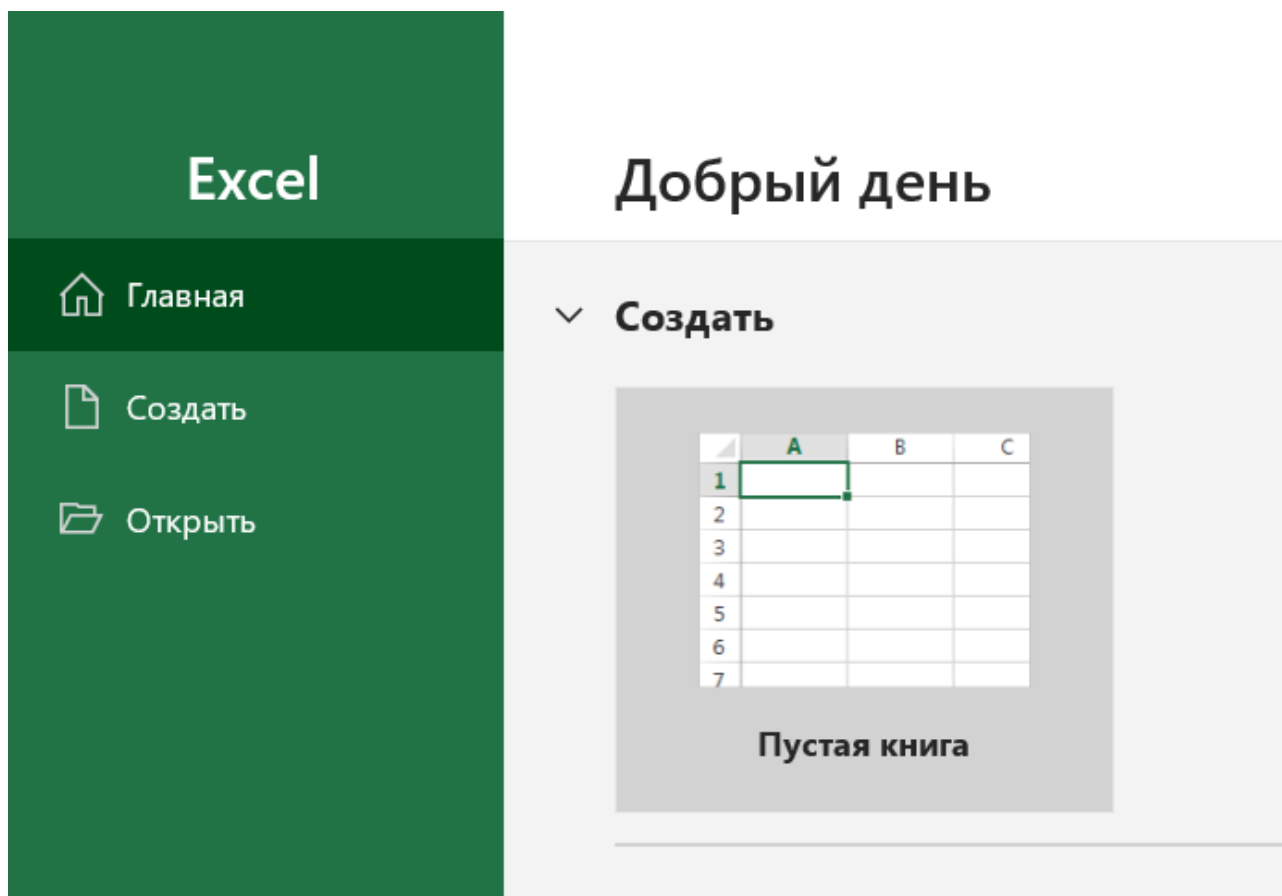 Excel
Главная
Создать
Открыть
Добрый день
Создать
A B C
1
2
3
4
5
6
7
Пустая книга